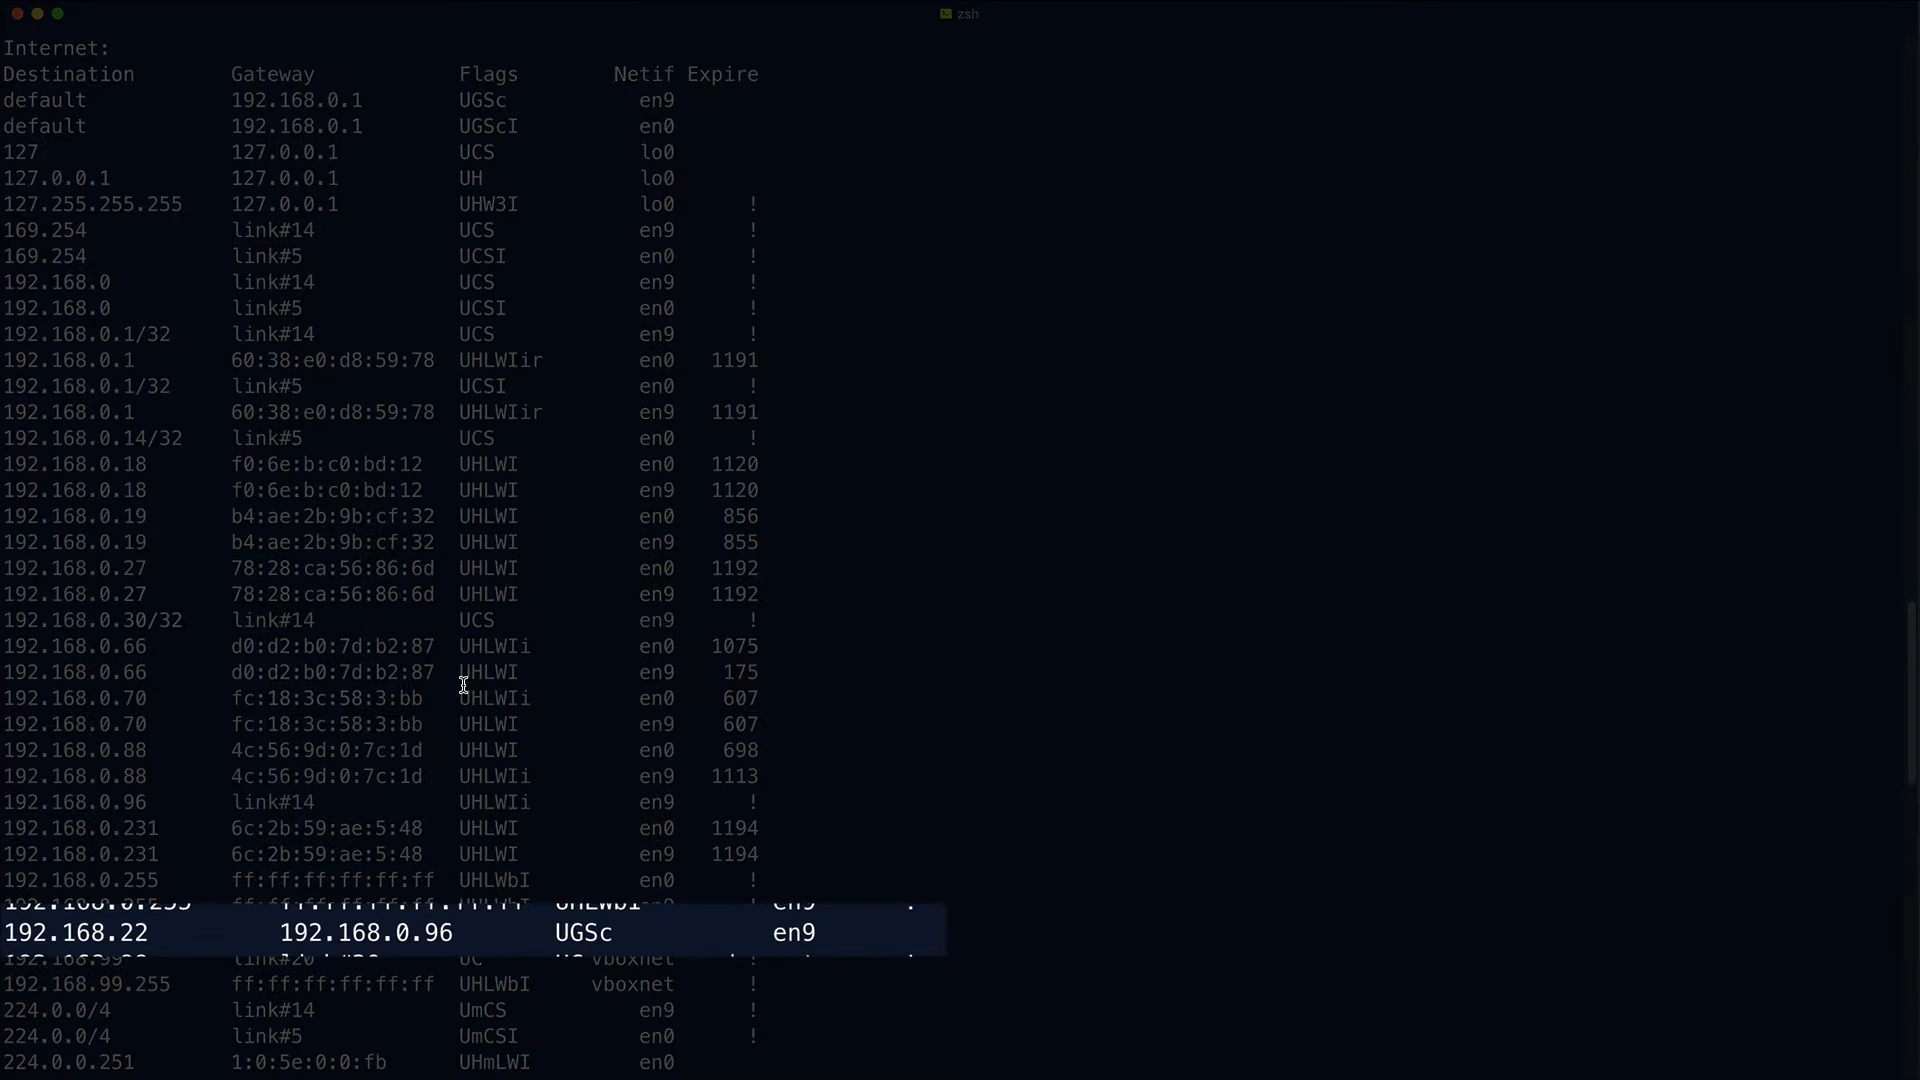 zsh
Internet:
Destination Gateway Flags Netif Expire
default 192.168.0.1 UGSc en9
default 192.168.0.1 UGScI en0
127 127.0.0.1 UCS lo0
127.0.0.1 127.0.0.1 UH lo0
127.255.255.255 127.0.0.1 UHW3I lo0 !
169.254 link#14 UCS en9 !
169.254 link#5 UCSI en0 !
192.168.0 link#14 UCS en9 !
192.168.0 link#5 UCSI en0 !
192.168.0.1/32 link#14 UCS en9 !
192.168.0.1 60:38:e0:d8:59:78 UHLWIir en0 1191
192.168.0.1/32 link#5 UCSI en0 !
192.168.0.1 60:38:e0:d8:59:78 UHLWIir en9 1191
192.168.0.14/32 link#5 UCS en0 !
192.168.0.18 f0:6e:b:c0:bd:12 UHLWI en0 1120
192.168.0.18 f0:6e:b:c0:bd:12 UHLWI en9 1120
192.168.0.19 b4:ae:2b:9b:cf:32 UHLWI en0 856
192.168.0.19 b4:ae:2b:9b:cf:32 UHLWI en9 855
192.168.0.27 78:28:ca:56:86:6d UHLWI en0 1192
192.168.0.27 78:28:ca:56:86:6d UHLWI en9 1192
192.168.0.30/32 link#14 UCS en9 !
192.168.0.66 d0:d2:b0:7d:b2:87 UHLWIi en0 1075
192.168.0.66 d0:d2:b0:7d:b2:87 UHLWI en9 175
192.168.0.70 fc:18:3c:58:3:bb UHLWIi en0 607
192.168.0.70 fc:18:3c:58:3:bb UHLWI en9 607
192.168.0.88 4c:56:9d:0:7c:1d UHLWI en0 698
192.168.0.88 4c:56:9d:0:7c:1d UHLWIi en9 1113
192.168.0.96 link#14 UHLWIi en9 !
192.168.0.231 6c:2b:59:ae:5:48 UHLWI en0 1194
192.168.0.231 6c:2b:59:ae:5:48 UHLWI en9 1194
192.168.0.255 ff:ff:ff:ff:ff:ff UHLWbI en0 !
192.168.0.255 ff:ff:ff:ff:ff:ff UHLWbI en9
192.168.22 192.168.0.96 UGSc en9
192.168.99 link#20 UC vboxnet !
192.168.99.255 ff:ff:ff:ff:ff:ff UHLWbI vboxnet !
224.0.0/4 link#14 UmCS en9 !
224.0.0/4 link#5 UmCSI en0 !
224.0.0.251 1:0:5e:0:0:fb UHmLWI en0